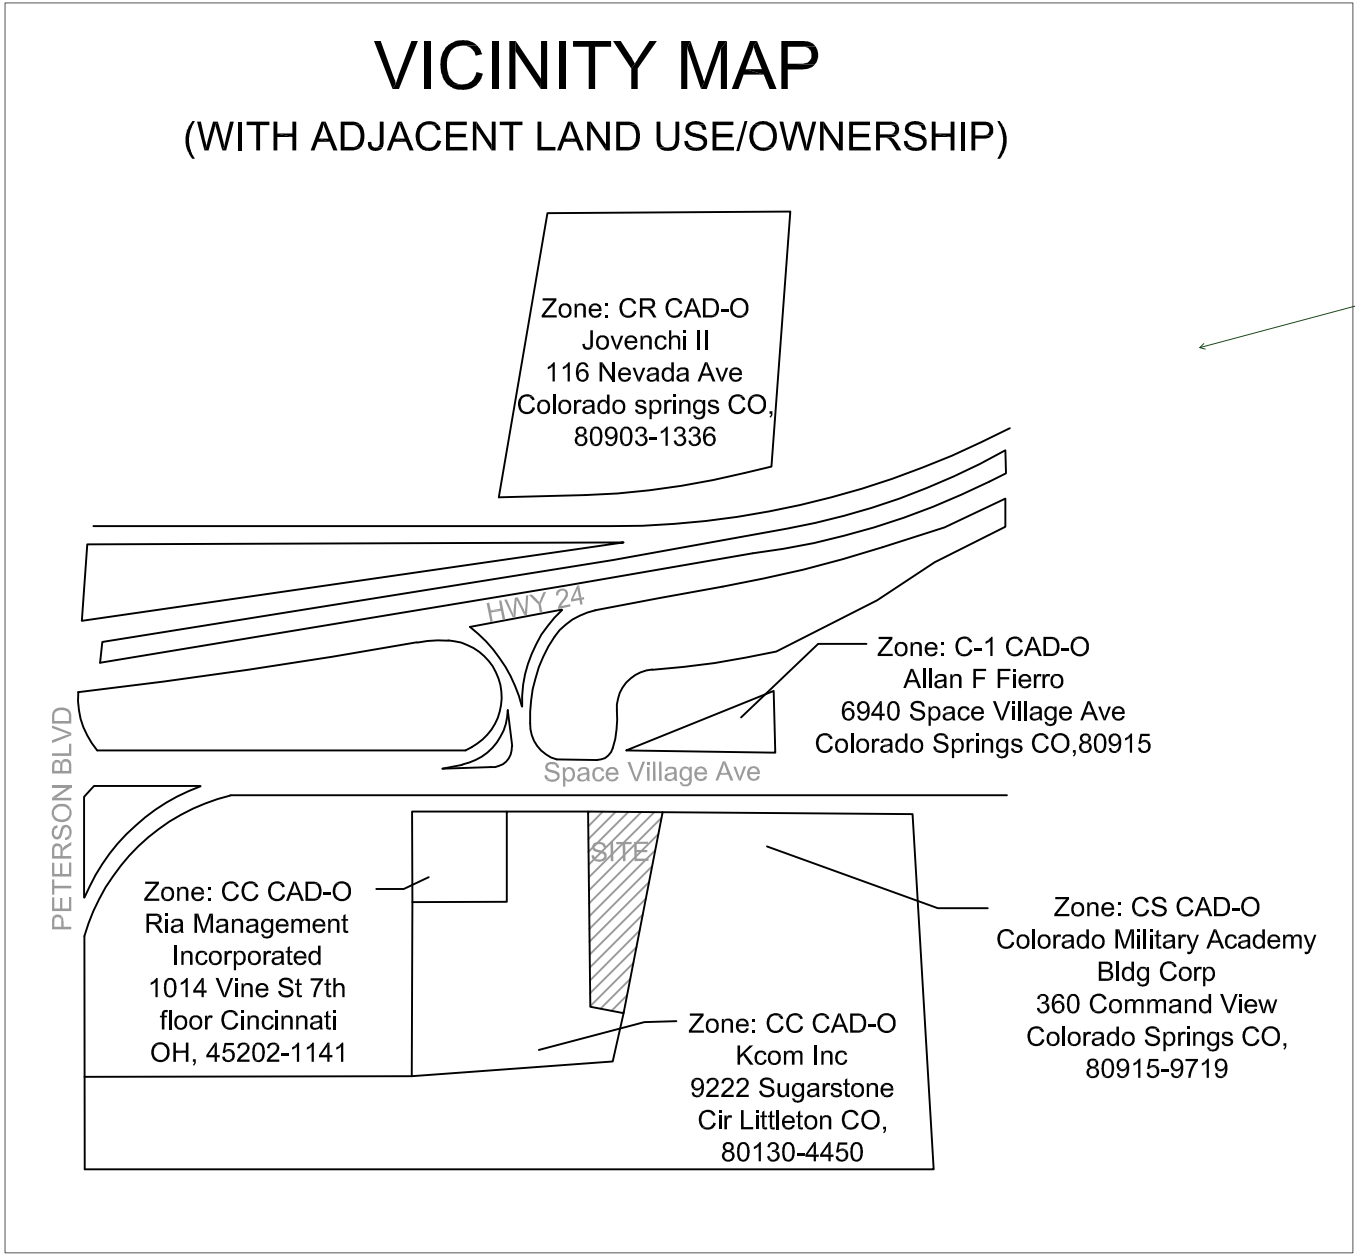 VICINITY MAP
(WITH ADJACENT LAND USE/OWNERSHIP)
Zone: CR CAD-O
Jovenchi II
116 Nevada Ave
Colorado springs CO,
80903-1336
HWY 24
Zone: C-1 CAD-O
Allan F Fierro
6940 Space Village Ave
Colorado Springs CO,80915
PETERSON BLVD
Space Village Ave
SITE
Zone: CC CAD-O
Ria Management
Incorporated
1014 Vine St 7th
floor Cincinnati
OH, 45202-1141
Zone: CC CAD-O
Kcom Inc
9222 Sugarstone
Cir Littleton CO,
80130-4450
Zone: CS CAD-O
Colorado Military Academy
Bldg Corp
360 Command View
Colorado Springs CO,
80915-9719